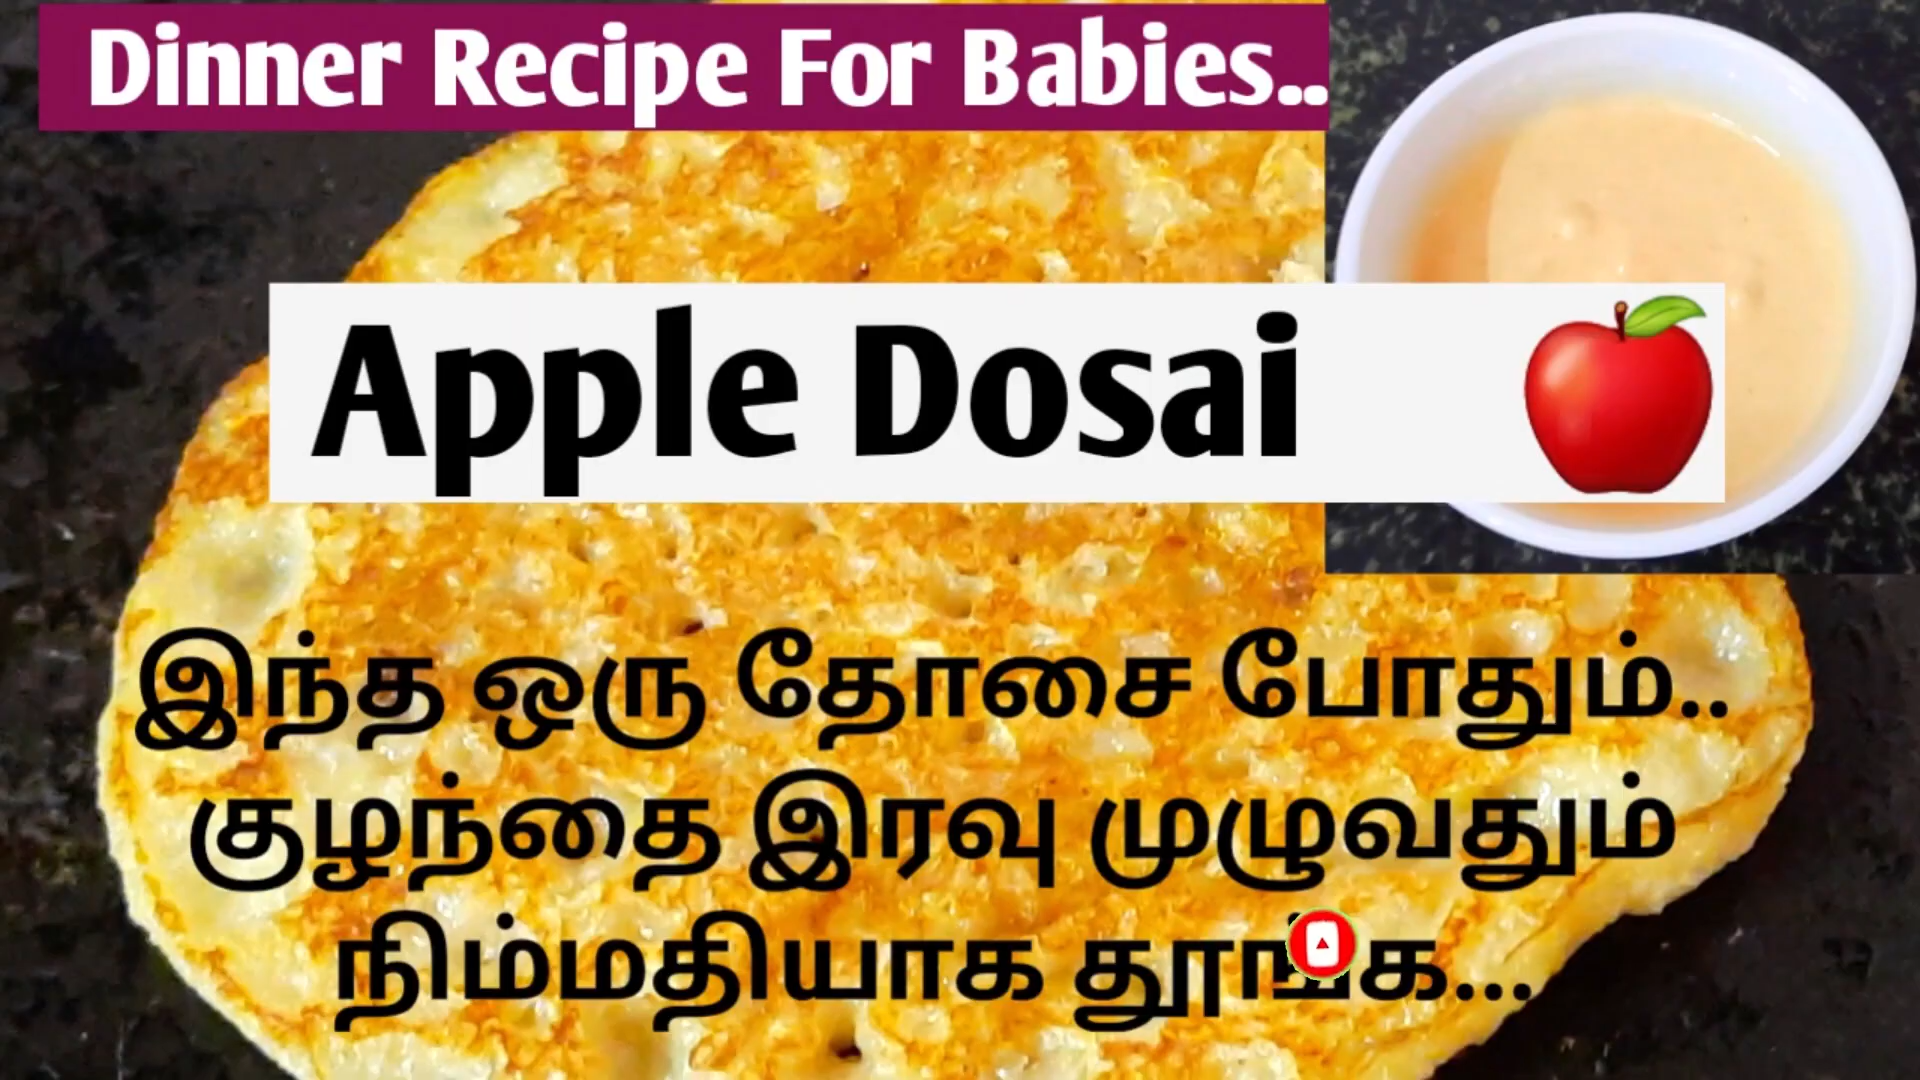 Dinner Recipe For Babies..
Apple Dosai
இந்த ஒரு தோசை போதும்..
குழந்தை இரவு முழுவதும்
நிம்மதியாக தூங்க...